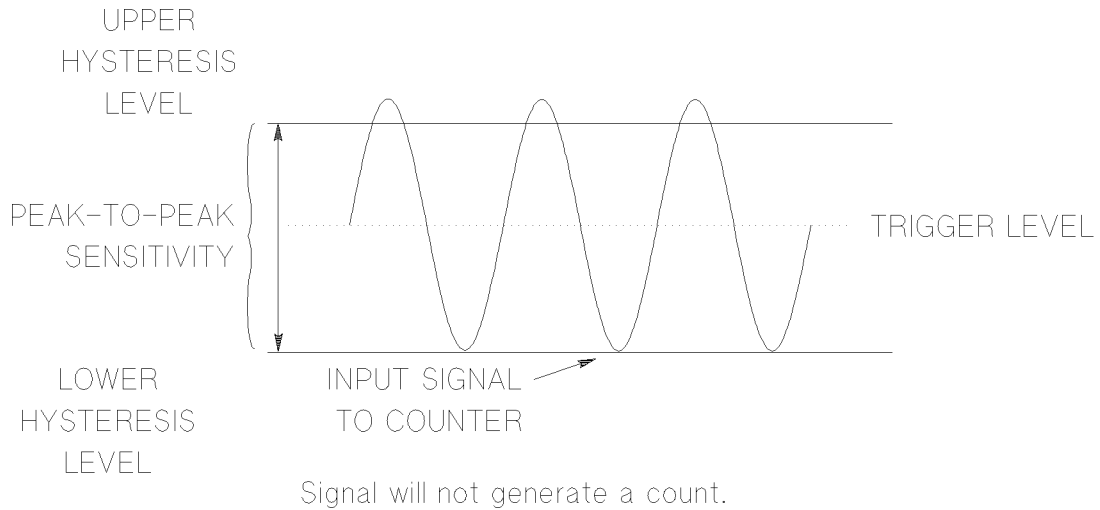 UPPER
HYSTERESIS
LEVEL
PEAK-TO-PEAK
SENSITIVITY
TRIGGER LEVEL
LOWER
HYSTERESIS
LEVEL
INPUT SIGNAL
TO COUNTER
Signal will not generate a count.